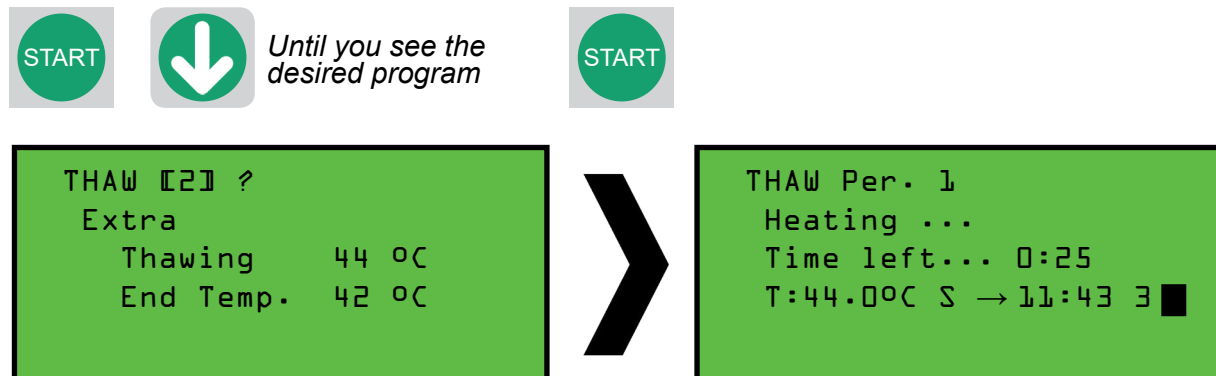 START
Until you see the
desired program
START
THAW [2] ?
Extra
Thawing 44 ºC
End Temp. 42 ºC
THAW Per. 1
Heating ...
Time left... 0:25
T:44.0ºC S →11:43 3